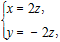 x = 2z,
y = − 2z,